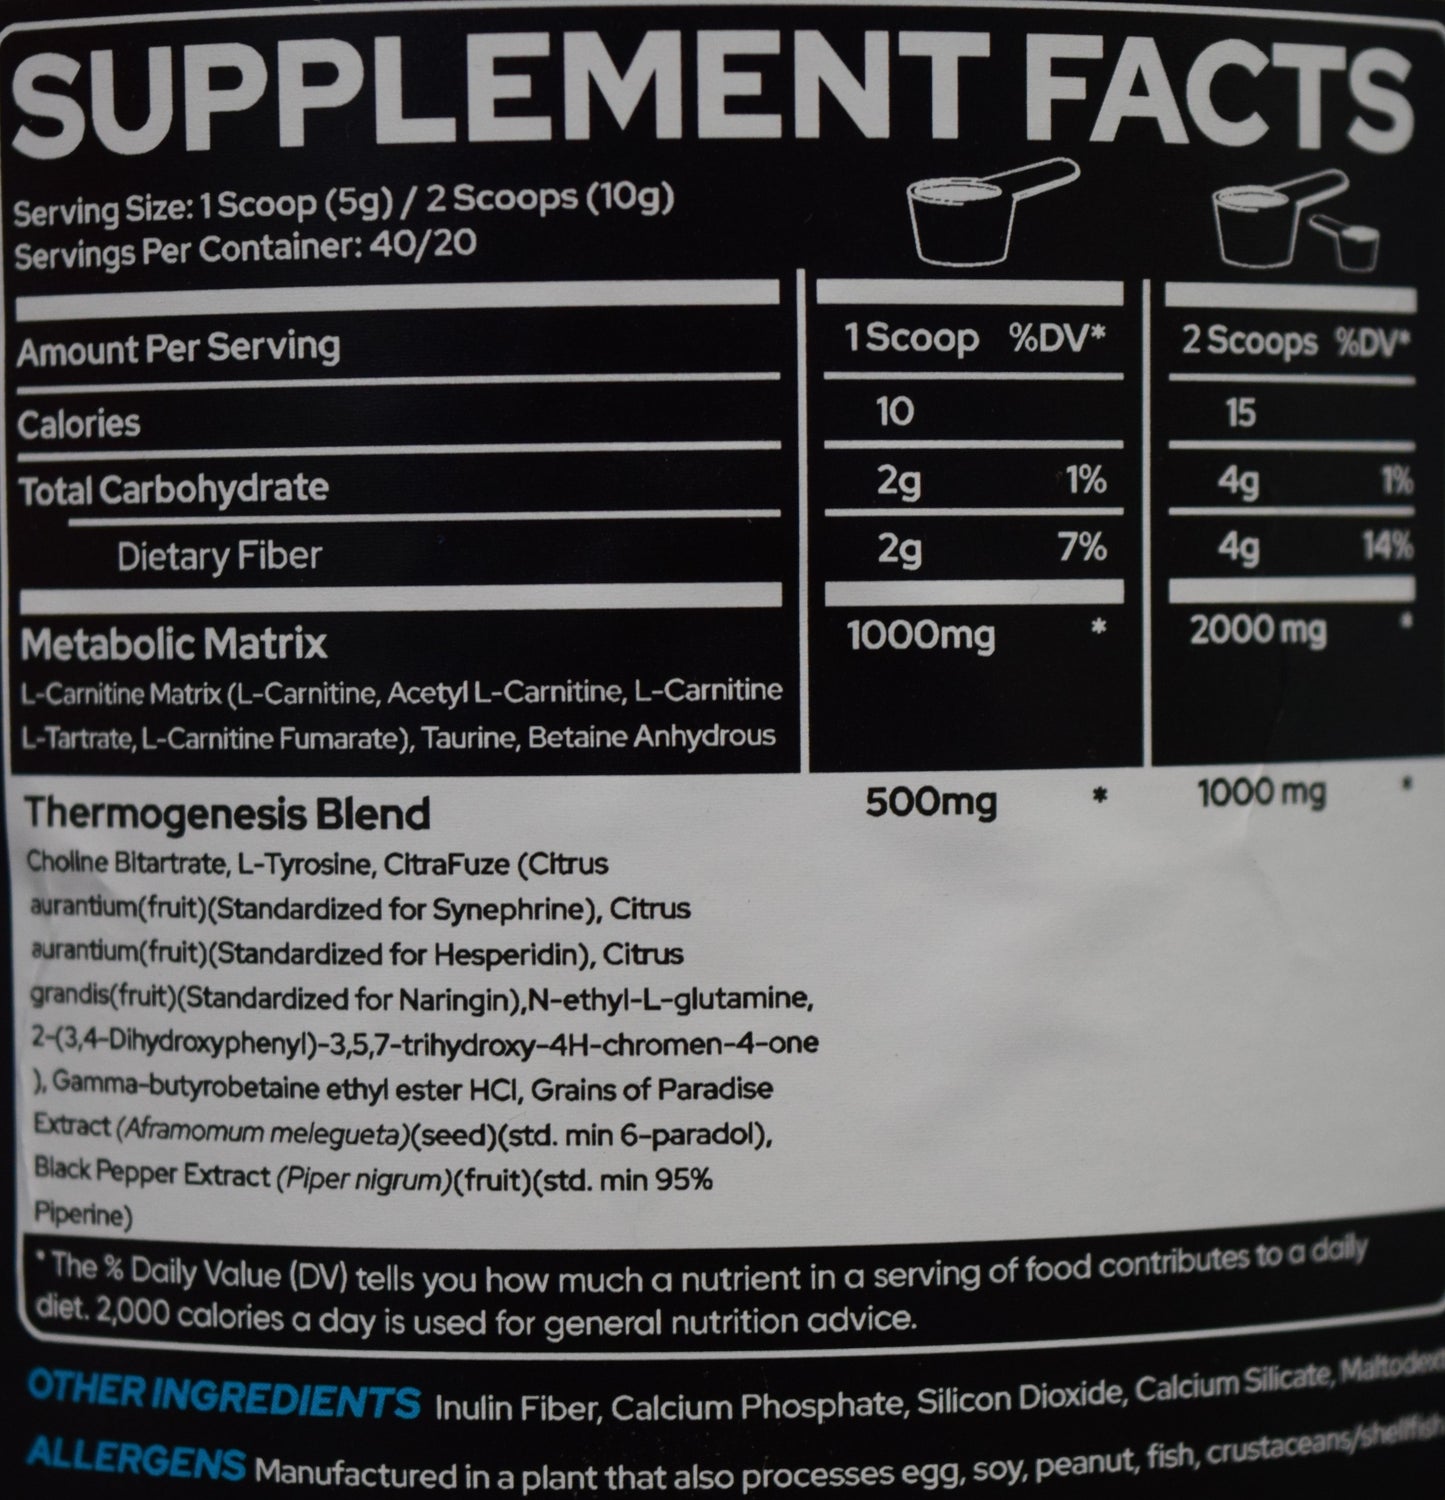 SUPPLEMENT FACTS
Serving Size: 1 Scoop (5g) / 2 Scoops (10g)
Servings Per Container: 40/20
Amount Per Serving 1 Scoop %DV* 2 Scoops %DV*
Calories 10 15
Total Carbohydrate 2g 1% 4g 1%
Dietary Fiber 2g 7% 4g 14%
Metabolic Matrix 1000mg * 2000 mg *
L-Carnitine Matrix (L-Carnitine, Acetyl L-Carnitine, L-Carnitine
L-Tartrate, L-Carnitine Fumarate), Taurine, Betaine Anhydrous
Thermogenesis Blend 500mg * 1000 mg *
Choline Bitartrate, L-Tyrosine, CitraFuze (Citrus
aurantium(fruit)(Standardized for Synephrine), Citrus
aurantium(fruit)(Standardized for Hesperidin), Citrus
grandis(fruit)(Standardized for Naringin),N-ethyl-L-glutamine,
2-(3,4-Dihydroxyphenyl)-3,5,7-trihydroxy-4H-chromen-4-one
), Gamma-butyrobetaine ethyl ester HCl, Grains of Paradise
Extract (Aframomum melegueta)(seed)(std. min 6-paradol),
Black Pepper Extract (Piper nigrum)(fruit)(std. min 95%
Piperine)
* The % Daily Value (DV) tells you how much a nutrient in a serving of food contributes to a daily
diet. 2,000 calories a day is used for general nutrition advice.
OTHER INGREDIENTS Inulin Fiber, Calcium Phosphate, Silicon Dioxide, Calcium Silicate,
ALLERGENS Manufactured in a plant that also processes egg, soy, peanut, fish, crustaceans/shellfish